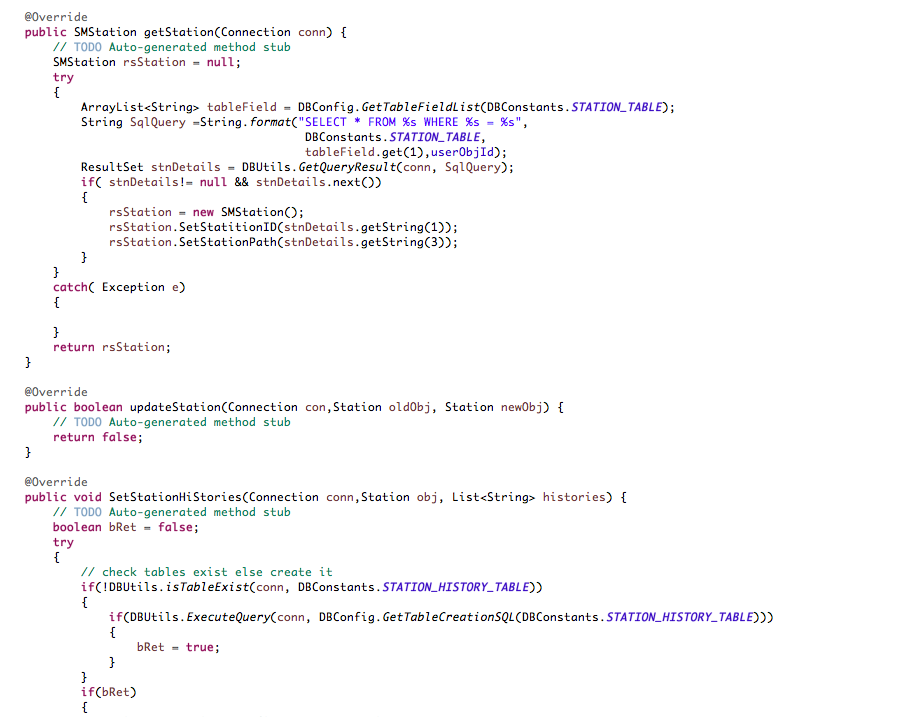 @Override
public SMStation getStation(Connection conn) {
// TODO Auto-generated method stub
SMStation rsStation = null;
try
{
ArrayList<String> tableField = DBConfig.GetTableFieldList(DBConstants.STATION_TABLE);
String SqlQuery =String.format("SELECT * FROM %s WHERE %s = %s",
DBConstants.STATION_TABLE,
tableField.get(1),userObjId);
ResultSet stnDetails = DBUtils.GetQueryResult(conn, SqlQuery);
if( stnDetails!= null && stnDetails.next())
{
rsStation = new SMStation();
rsStation.SetStatitionID(stnDetails.getString(1));
rsStation.SetStationPath(stnDetails.getString(3));
}
}
catch( Exception e)
{
}
return rsStation;
}
@Override
public boolean updateStation(Connection con,Station oldObj, Station newObj) {
// TODO Auto-generated method stub
return false;
}
@Override
public void SetStationHiStories(Connection conn,Station obj, List<String> histories) {
// TODO Auto-generated method stub
boolean bRet = false;
try
{
// check tables exist else create it
if(!DBUtils.isTableExist(conn, DBConstants.STATION_HISTORY_TABLE))
{
if(DBUtils.ExecuteQuery(conn, DBConfig.GetTableCreationSQL(DBConstants.STATION_HISTORY_TABLE)))
{
bRet = true;
}
}
if(bRet)
{